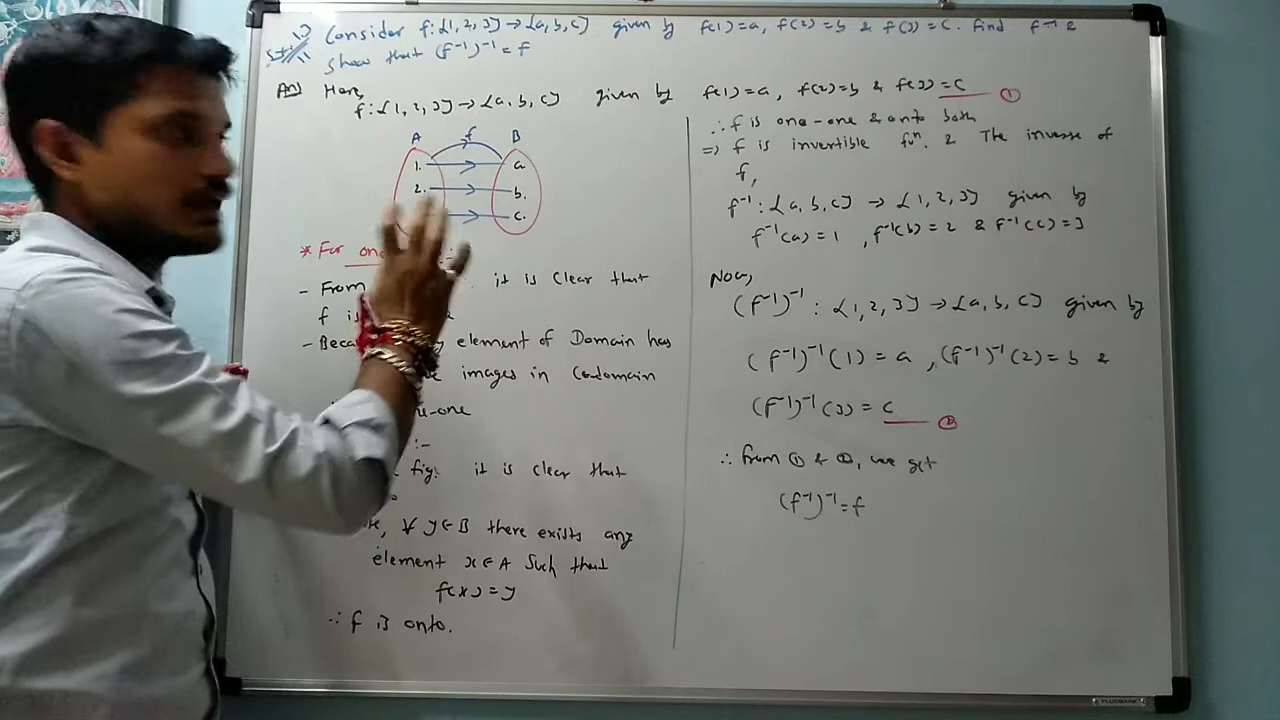 1) Consider f: {1, 2, 3} → {a, b, c} given by f(1) = a, f(2) = b & f(3) = c. Find f⁻¹ &
show that (f⁻¹)⁻¹ = f
Ans Here,
f: {1, 2, 3} → {a, b, c} given by f(1) = a, f(2) = b & f(3) = c ①
A f B
1. a
2. b.
c.
* For one
- From it is clear that
f is
- Beca element of Domain has
images in Codomain
one
:-
fig: it is clear that
∀ y ∈ B there exists any
element x ∈ A such that
f(x) = y
∴ f is onto.
∴ f is one-one & onto both
⇒ f is invertible fuⁿ. & The inverse of
f,
f⁻¹: {a, b, c} → {1, 2, 3} given by
f⁻¹(a) = 1, f⁻¹(b) = 2 & f⁻¹(c) = 3
Now,
(f⁻¹)⁻¹ : {1, 2, 3} → {a, b, c} given by
(f⁻¹)⁻¹(1) = a, (f⁻¹)⁻¹(2) = b &
(f⁻¹)⁻¹(3) = c ②
∴ from ① & ②, we get
(f⁻¹)⁻¹ = f